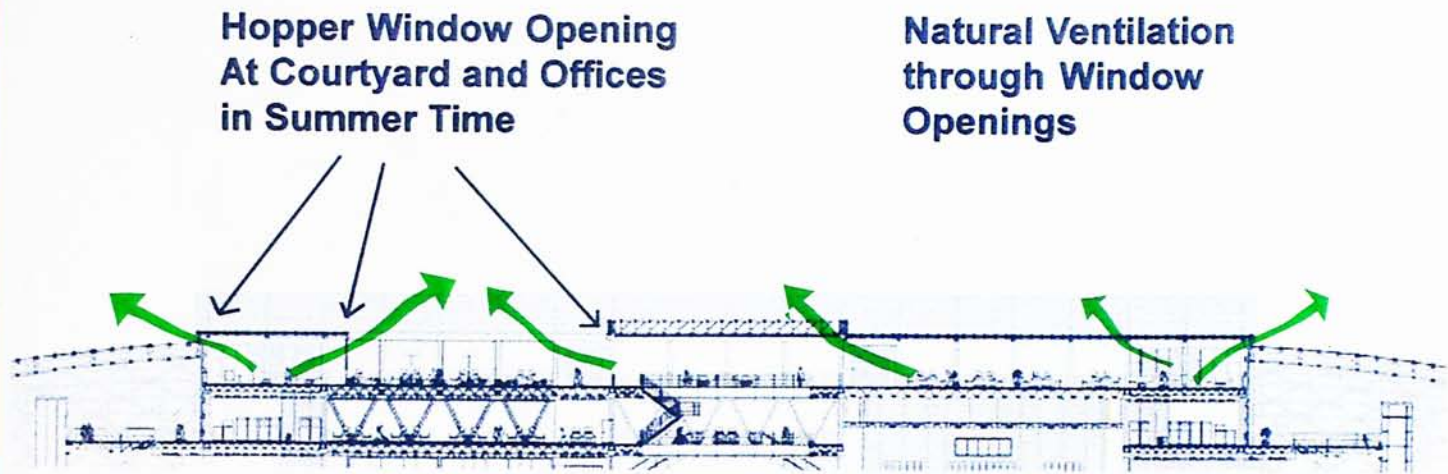 Hopper Window Opening
At Courtyard and Offices
in Summer Time
Natural Ventilation
through Window
Openings